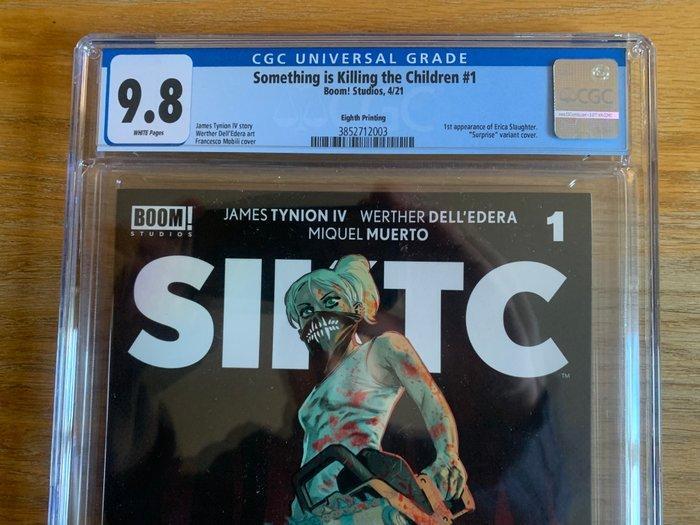 CGC UNIVERSAL GRADE
9.8
WHITE Pages
Something is Killing the Children #1
Boom! Studios, 4/21
Eighth Printing
James Tynion IV story
Werther Dell'Edera art
Francesco Mobili cover
3852712003
1st appearance of Erica Slaughter.
"Surprise" variant cover.
CGC
BOOM!
STUDIOS
JAMES TYNION IV WERTHER DELL'EDERA
MIQUEL MUERTO
1
SIKTC
TM